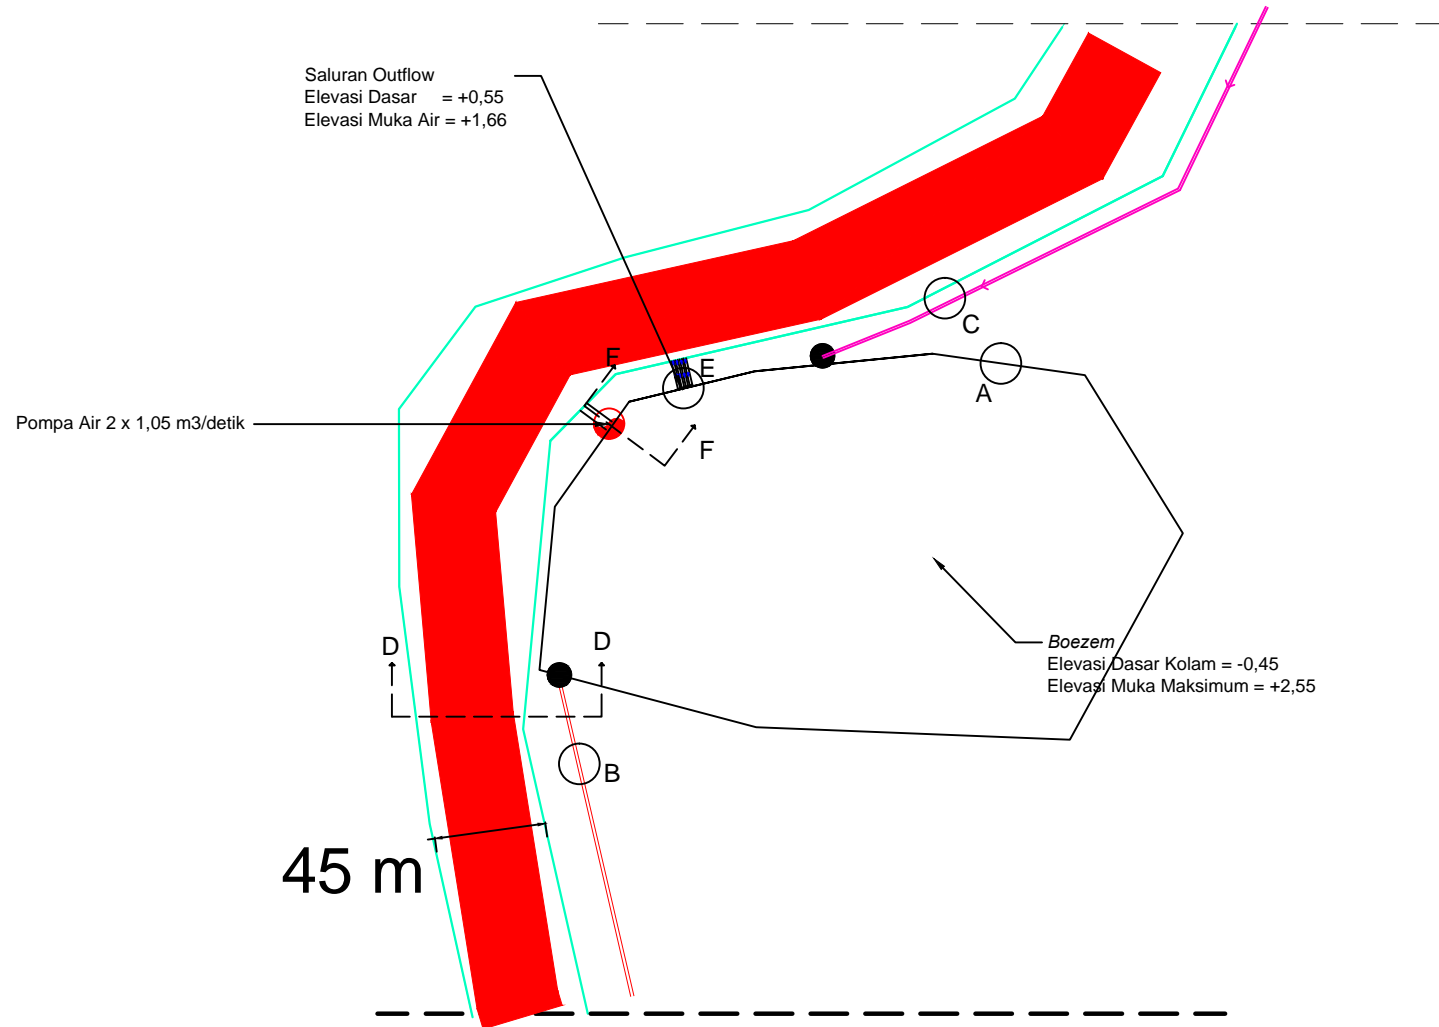 Saluran Outflow
Elevasi Dasar = +0,55
Elevasi Muka Air = +1,66
C
F
E
A
Pompa Air 2 x 1,05 m3/detik
F
D
D
Boezem
Elevasi Dasar Kolam = -0,45
Elevasi Muka Maksimum = +2,55
B
45 m